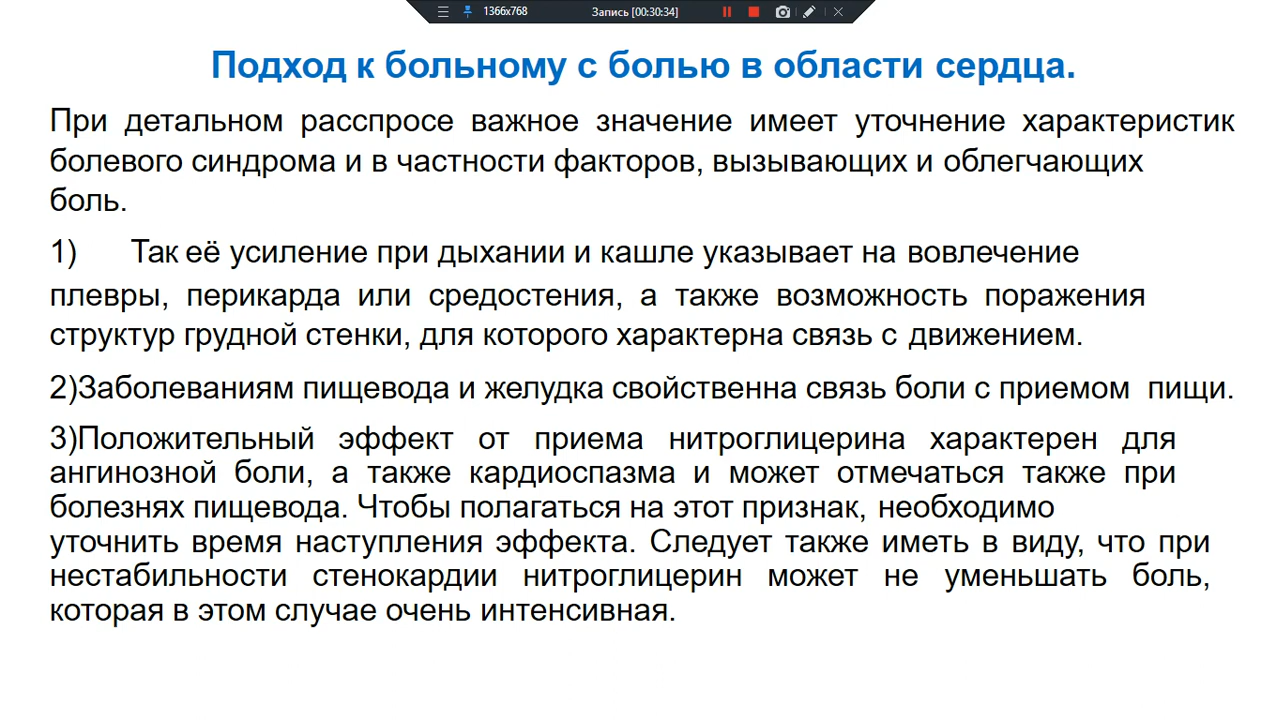 1366x768 Запись [00:30:34]
Подход к больному с болью в области сердца.
При детальном расспросе важное значение имеет уточнение характеристик
болевого синдрома и в частности факторов, вызывающих и облегчающих
боль.
1) Так её усиление при дыхании и кашле указывает на вовлечение
плевры, перикарда или средостения, а также возможность поражения
структур грудной стенки, для которого характерна связь с движением.
2)Заболеваниям пищевода и желудка свойственна связь боли с приемом пищи.
3)Положительный эффект от приема нитроглицерина характерен для
ангинозной боли, а также кардиоспазма и может отмечаться также при
болезнях пищевода. Чтобы полагаться на этот признак, необходимо
уточнить время наступления эффекта. Следует также иметь в виду, что при
нестабильности стенокардии нитроглицерин может не уменьшать боль,
которая в этом случае очень интенсивная.